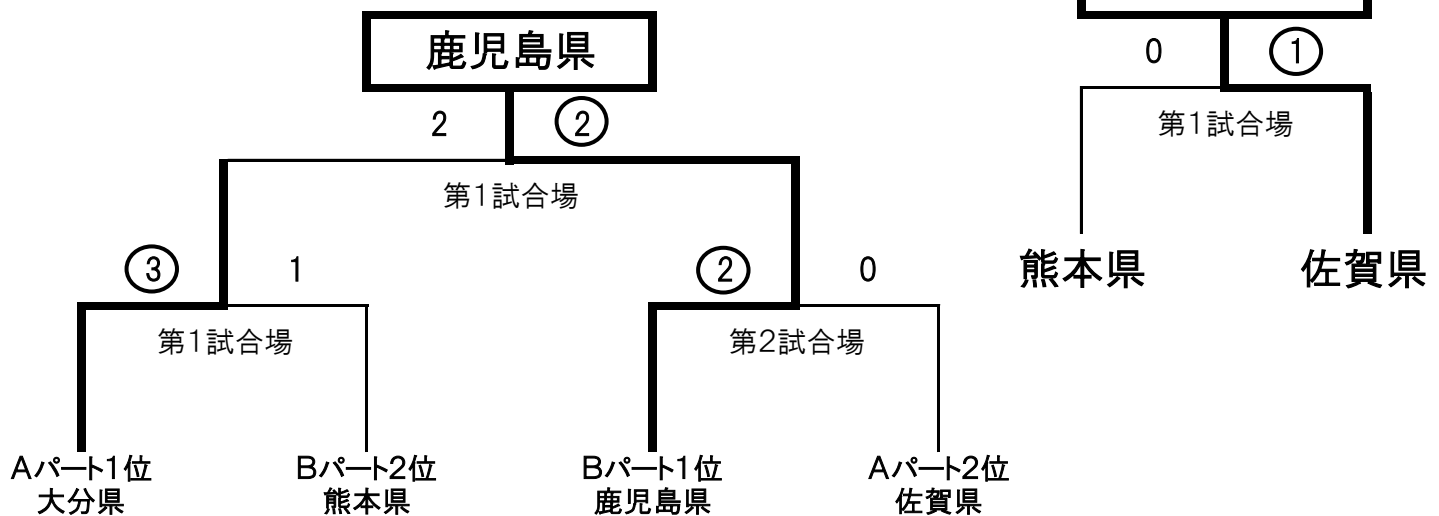 鹿児島県
2 ②
第1試合場
③ 1
② 0
第1試合場
第2試合場
Aパート1位
大分県
Bパート2位
熊本県
Bパート1位
鹿児島県
Aパート2位
佐賀県
0 ①
第1試合場
熊本県
佐賀県